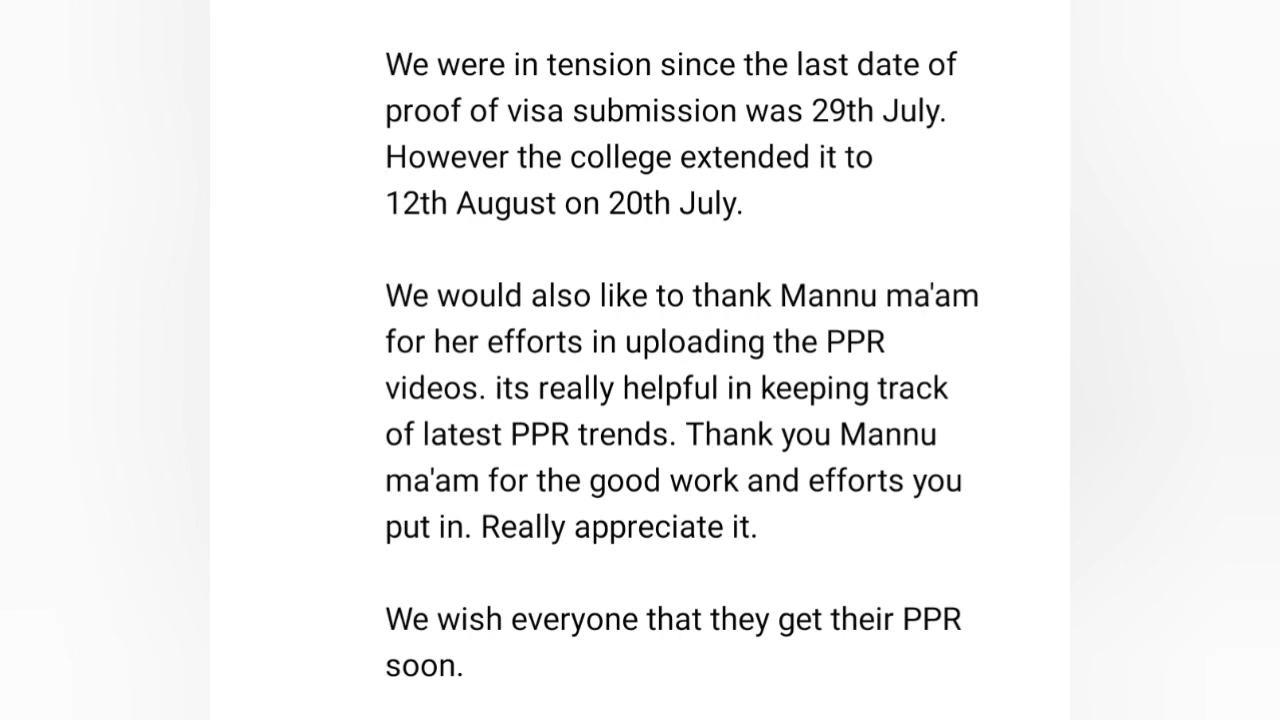 We were in tension since the last date of
proof of visa submission was 29th July.
However the college extended it to
12th August on 20th July.
We would also like to thank Mannu ma'am
for her efforts in uploading the PPR
videos. its really helpful in keeping track
of latest PPR trends. Thank you Mannu
ma'am for the good work and efforts you
put in. Really appreciate it.
We wish everyone that they get their PPR
soon.